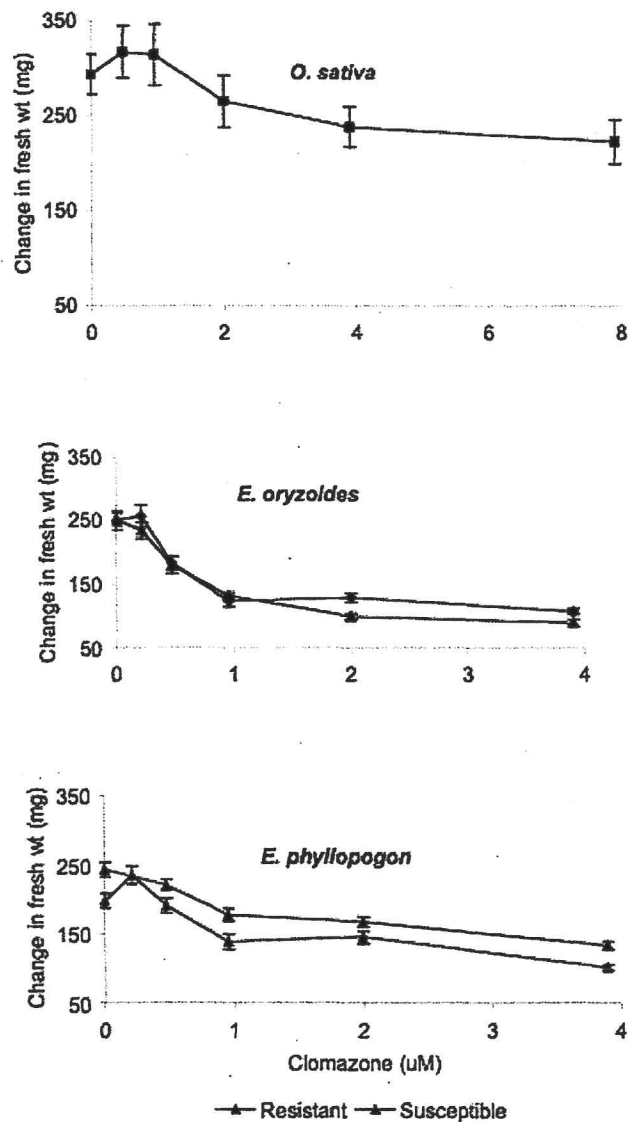 Change in fresh wt (mg)
350
250
150
50
O. sativa
0 2 4 6 8
Change in fresh wt (mg)
350
250
150
50
E. oryzoides
0 1 2 3 4
Change in fresh wt (mg)
350
250
150
50
E. phyllopogon
0 1 2 3 4
Clomazone (uM)
Resistant Susceptible